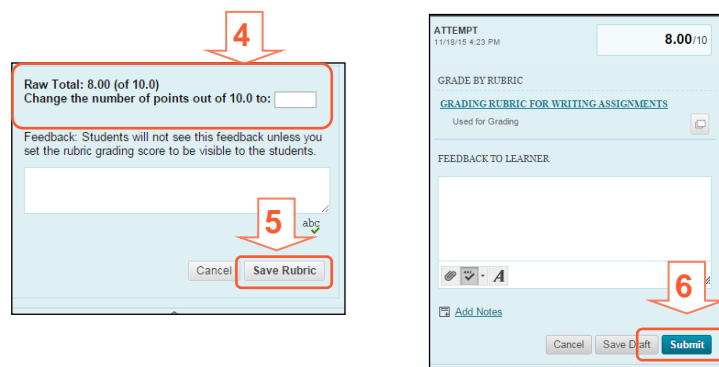 4
Raw Total: 8.00 (of 10.0)
Change the number of points out of 10.0 to:
Feedback: Students will not see this feedback unless you
set the rubric grading score to be visible to the students.
abc
5
Cancel Save Rubric
ATTEMPT
11/18/15 4:23 PM
8.00/10
GRADE BY RUBRIC
GRADING RUBRIC FOR WRITING ASSIGNMENTS
Used for Grading
FEEDBACK TO LEARNER
A
6
Add Notes
Cancel Save Draft Submit